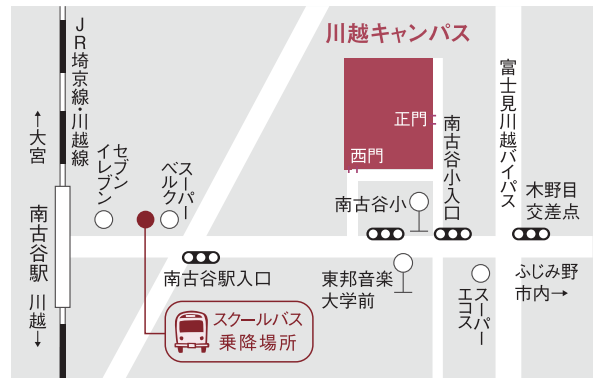 川越キャンパス
正門
西門
JR埼京線・川越線
←大宮
南古谷駅
川越→
セブン
イレブン
スーパー
ベルク
南古谷駅入口
スクールバス
乗降場所
南古谷小
東邦音楽
大学前
南古谷小入口
富士見川越バイパス
木野目
交差点
スーパー
エコス
ふじみ野
市内→